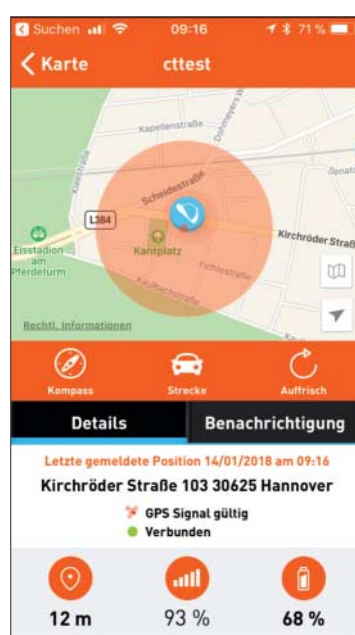 Suchen 09:16 71 %
Karte cttest
Kapellenstraße
Scheidestraße
L384
Eisstadion
am
Pferdeturm
Kantplatz
Kirchröder Straß
Fichtestraße
Rechtl. Informationen
Kompass Strecke Auffrisch
Details Benachrichtigung
Letzte gemeldete Position 14/01/2018 am 09:16
Kirchröder Straße 103 30625 Hannover
GPS Signal gültig
Verbunden
12 m 93 % 68 %